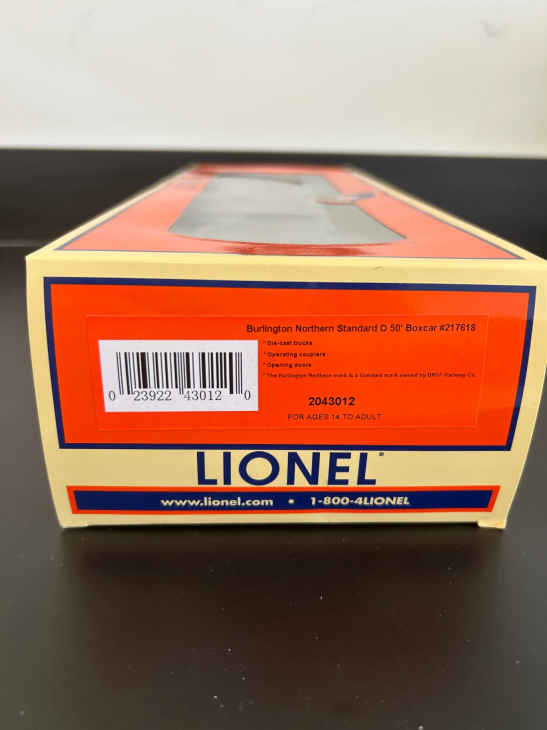 Burlington Northern Standard O 50' Boxcar #217618
* Die-cast trucks
* Operating couplers
* Opening doors
* The Burlington Northern mark is a licensed mark owned by BNSF Railway Co.
0 23922 43012 0
2043012
FOR AGES 14 TO ADULT
LIONEL®
www.lionel.com • 1-800-4LIONEL